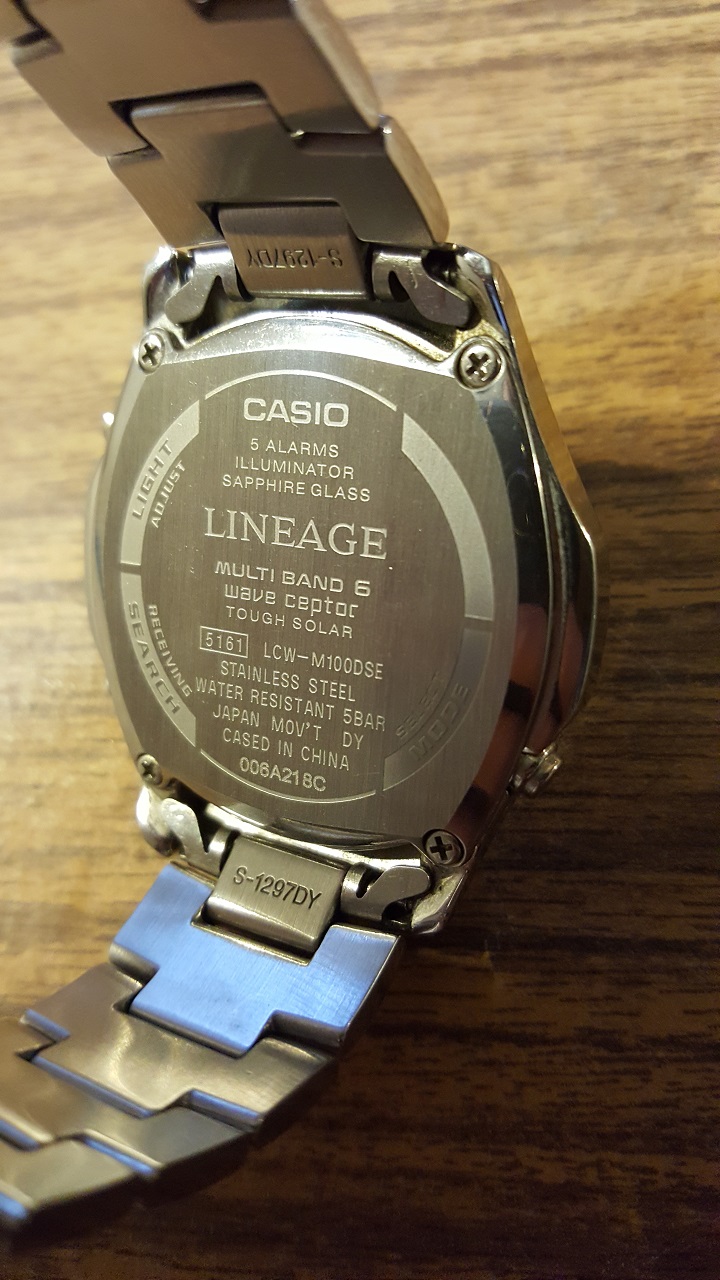 S-1297DY
CASIO
5 ALARMS
ILLUMINATOR
SAPPHIRE GLASS
LINEAGE
MULTI BAND 6
wave ceptor
TOUGH SOLAR
5161 LCW-M100DSE
STAINLESS STEEL
WATER RESISTANT 5BAR
JAPAN MOV'T DY
CASED IN CHINA
006A218C
LIGHT
ADJUST
RECEIVING
SEARCH
SELECT
MODE
S-1297DY